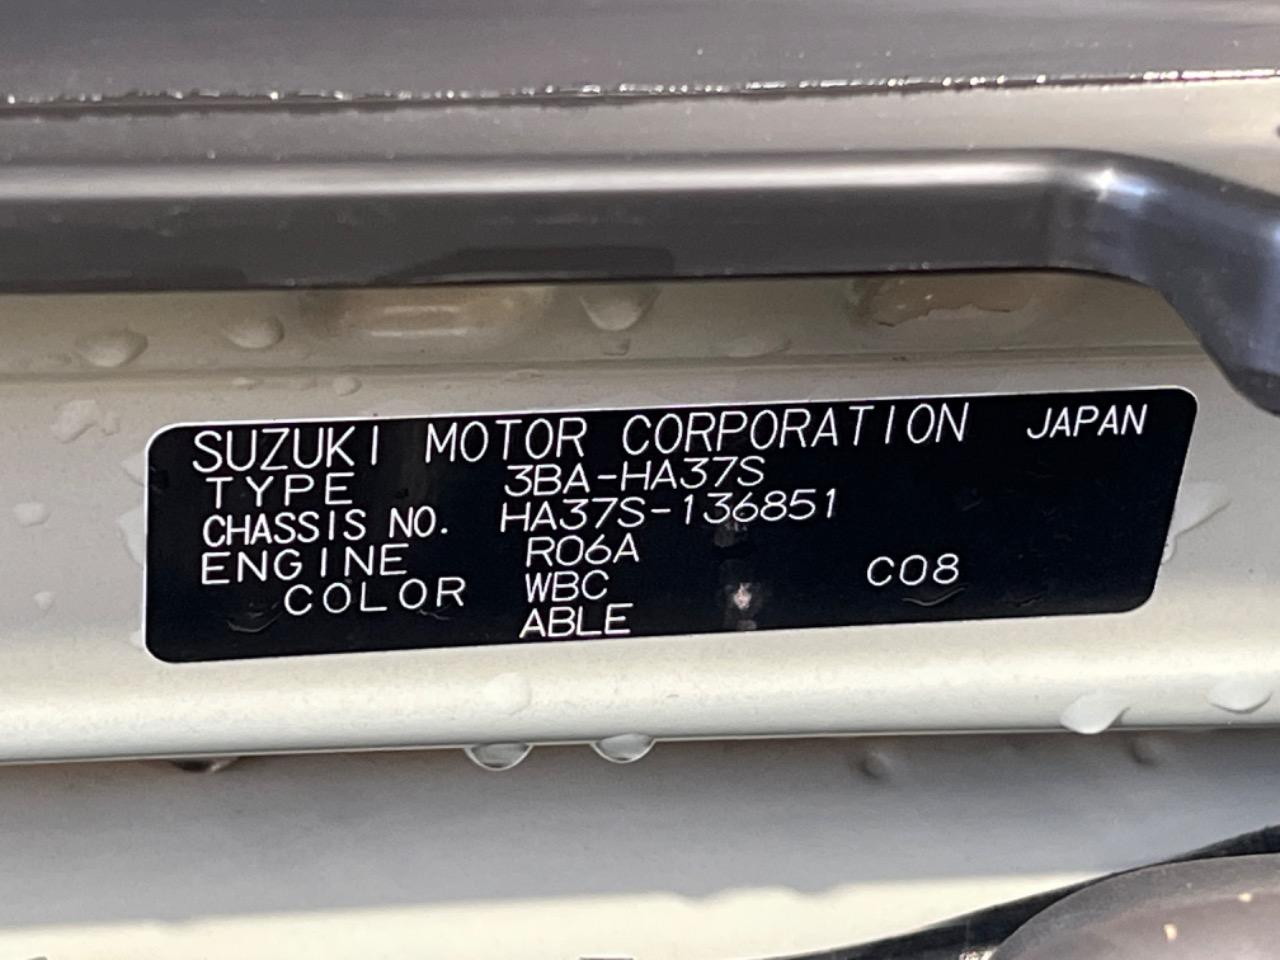 SUZUKI MOTOR CORPORATION JAPAN
TYPE 3BA-HA37S
CHASSIS NO. HA37S-136851
ENGINE R06A
COLOR WBC C08
ABLE